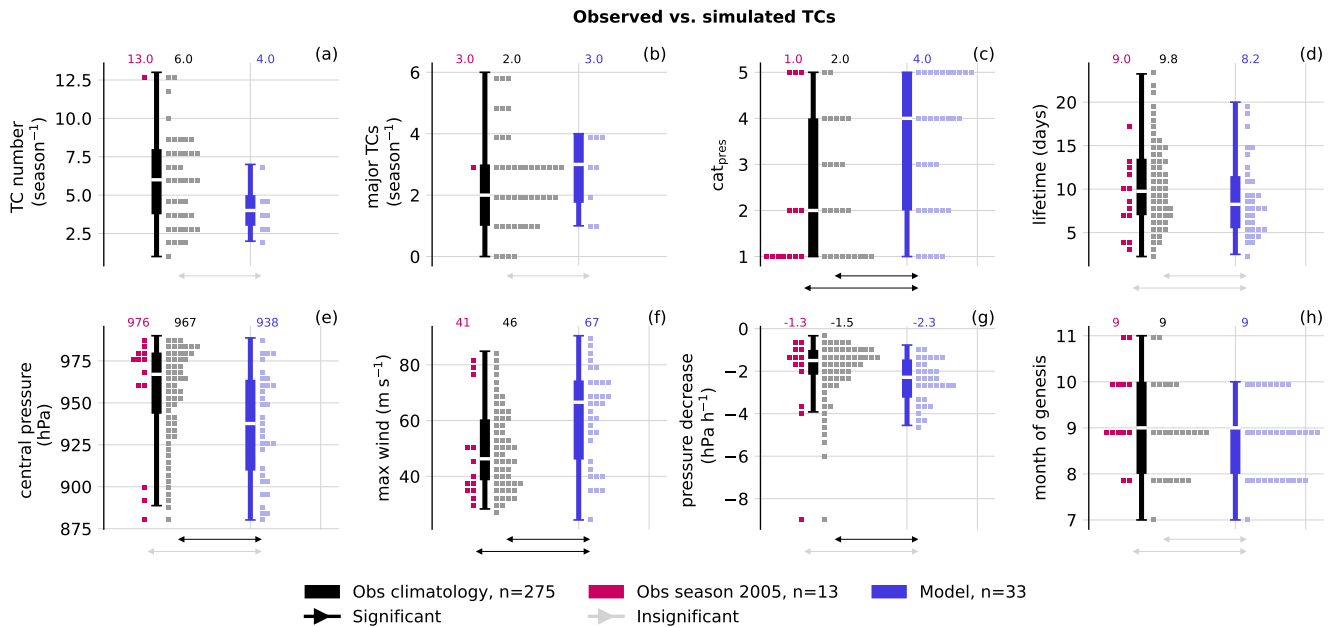 Observed vs. simulated TCs
(a)
13.0 6.0 4.0
12.5
10.0
7.5
5.0
2.5
TC number
(season⁻¹)
(b)
3.0 2.0 3.0
6
4
2
0
major TCs
(season⁻¹)
(c)
1.0 2.0 4.0
5
4
3
2
1
cat_pres
(d)
9.0 9.8 8.2
20
15
10
5
lifetime (days)
(e)
976 967 938
975
950
925
900
875
central pressure
(hPa)
(f)
41 46 67
80
60
40
max wind (m s⁻¹)
(g)
-1.3 -1.5 -2.3
0
−2
−4
−6
−8
pressure decrease
(hPa h⁻¹)
(h)
9 9 9
11
10
9
8
7
month of genesis
Obs climatology, n=275 Obs season 2005, n=13 Model, n=33
Significant Insignificant